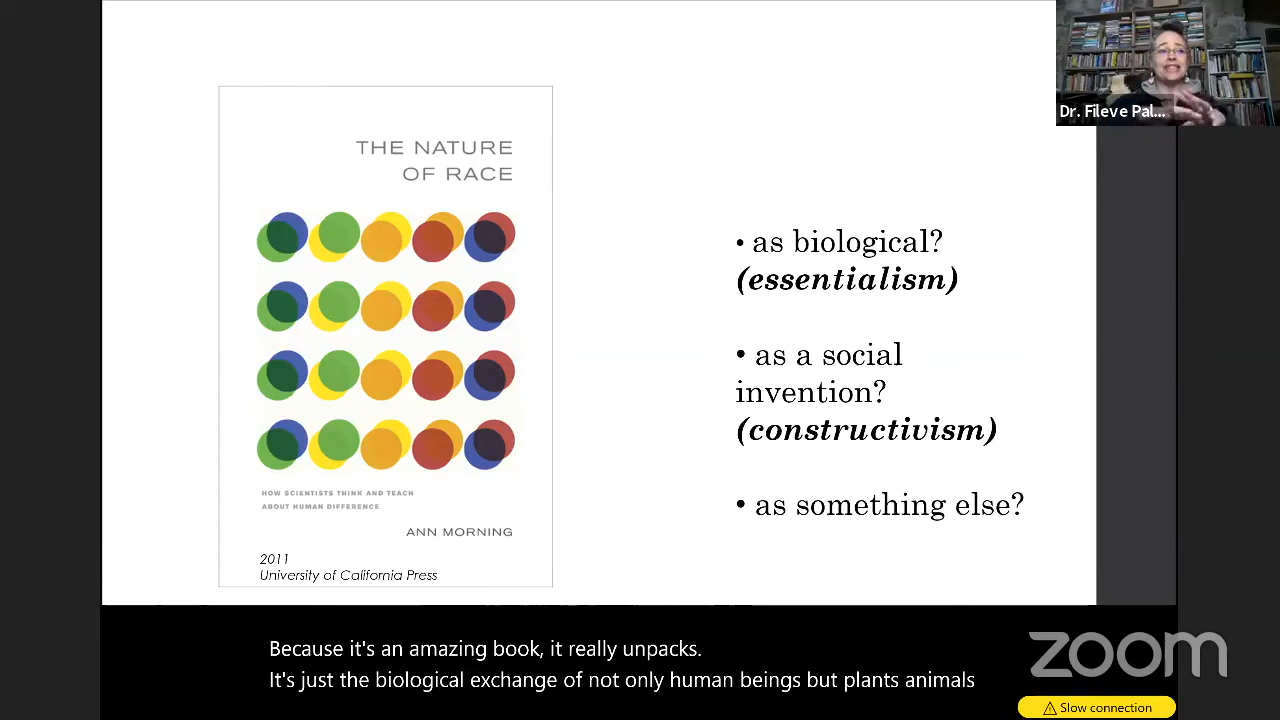 THE NATURE
OF RACE
HOW SCIENTISTS THINK AND TEACH
ABOUT HUMAN DIFFERENCE
ANN MORNING
2011
University of California Press
• as biological?
(essentialism)
• as a social
invention?
(constructivism)
• as something else?
Dr. Fileve Pal...
Because it's an amazing book, it really unpacks.
It's just the biological exchange of not only human beings but plants animals
zoom
Slow connection